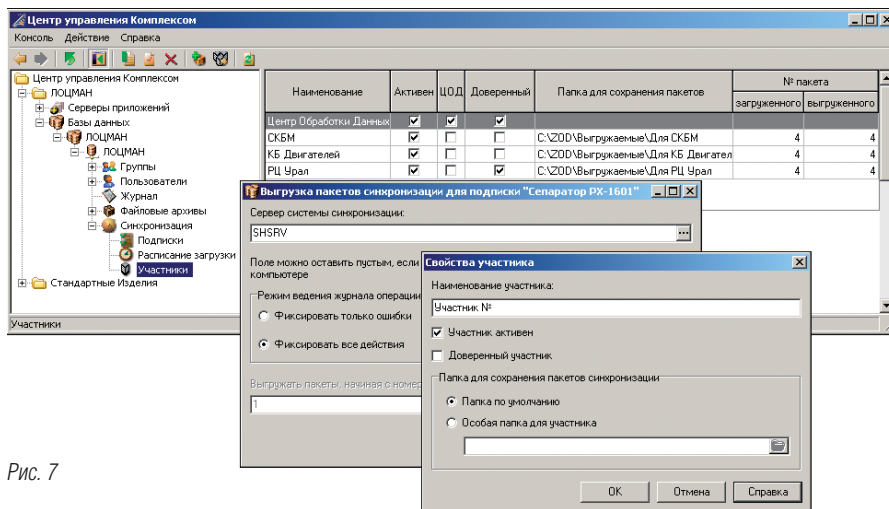 Центр управления Комплексом
Консоль Действие Справка
Центр управления Комплексом
ЛОЦМАН
Серверы приложений
Базы данных
ЛОЦМАН
ЛОЦМАН
Группы
Пользователи
Журнал
Файловые архивы
Синхронизация
Подписки
Расписание загрузки
Участники
Стандартные Изделия
Участники
Наименование Активен ЦОД Доверенный Папка для сохранения пакетов № пакета
загруженного выгруженного
Центр Обработки Данных
СКБМ C:\ZOD\Выгружаемые\Для СКБМ 4 4
КБ Двигателей C:\ZOD\Выгружаемые\Для КБ Двигател 4 4
РЦ Урал C:\ZOD\Выгружаемые\Для РЦ Урал 4 4
Выгрузка пакетов синхронизации для подписки "Сепаратор РХ-1601"
Сервер системы синхронизации:
SHSRV
...
Поле можно оставить пустым, если
компьютере
Режим ведения журнала операции
Фиксировать только ошибки
Фиксировать все действия
Выгружать пакеты, начиная с номер
1
Свойства участника
Наименование участника:
Участник №
Участник активен
Доверенный участник
Папка для сохранения пакетов синхронизации
Папка по умолчанию
Особая папка для участника
OK Отмена Справка
Рис. 7